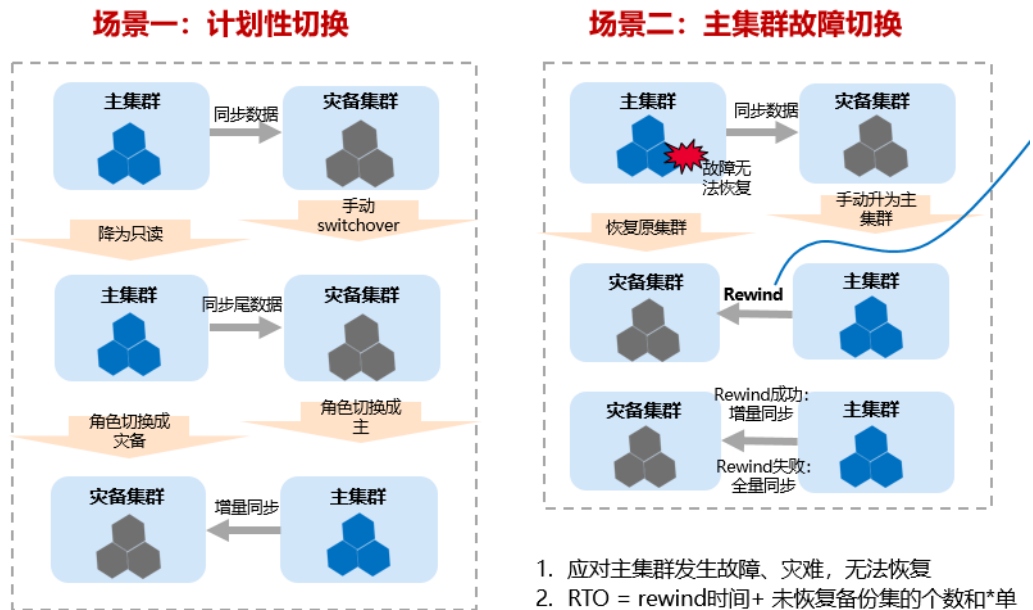 场景一：计划性切换
主集群
同步数据
灾备集群
降为只读
手动
switchover
主集群
同步尾数据
灾备集群
角色切换成
灾备
角色切换成
主
灾备集群
增量同步
主集群
场景二：主集群故障切换
主集群
故障无
法恢复
同步数据
灾备集群
恢复原集群
手动升为主
集群
灾备集群
Rewind
主集群
灾备集群
Rewind成功：
增量同步
Rewind失败：
全量同步
主集群
1. 应对主集群发生故障、灾难，无法恢复
2. RTO = rewind时间+ 未恢复备份集的个数和*单